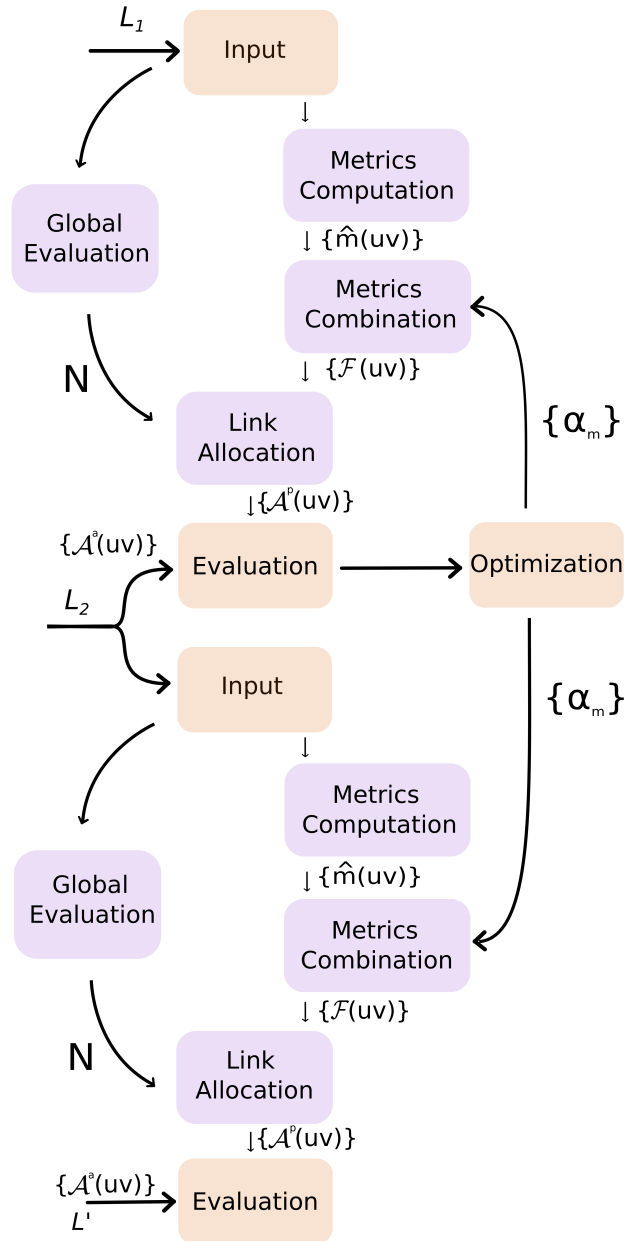 L₁
Input
Metrics
Computation
Global
Evaluation
{m̂(uv)}
Metrics
Combination
{ℱ(uv)}
N
Link
Allocation
{αₘ}
{𝒜ᵖ(uv)}
{𝒜ᵃ(uv)}
Evaluation
Optimization
L₂
Input
{αₘ}
Metrics
Computation
Global
Evaluation
{m̂(uv)}
Metrics
Combination
{ℱ(uv)}
N
Link
Allocation
{𝒜ᵖ(uv)}
{𝒜ᵃ(uv)}
L'
Evaluation